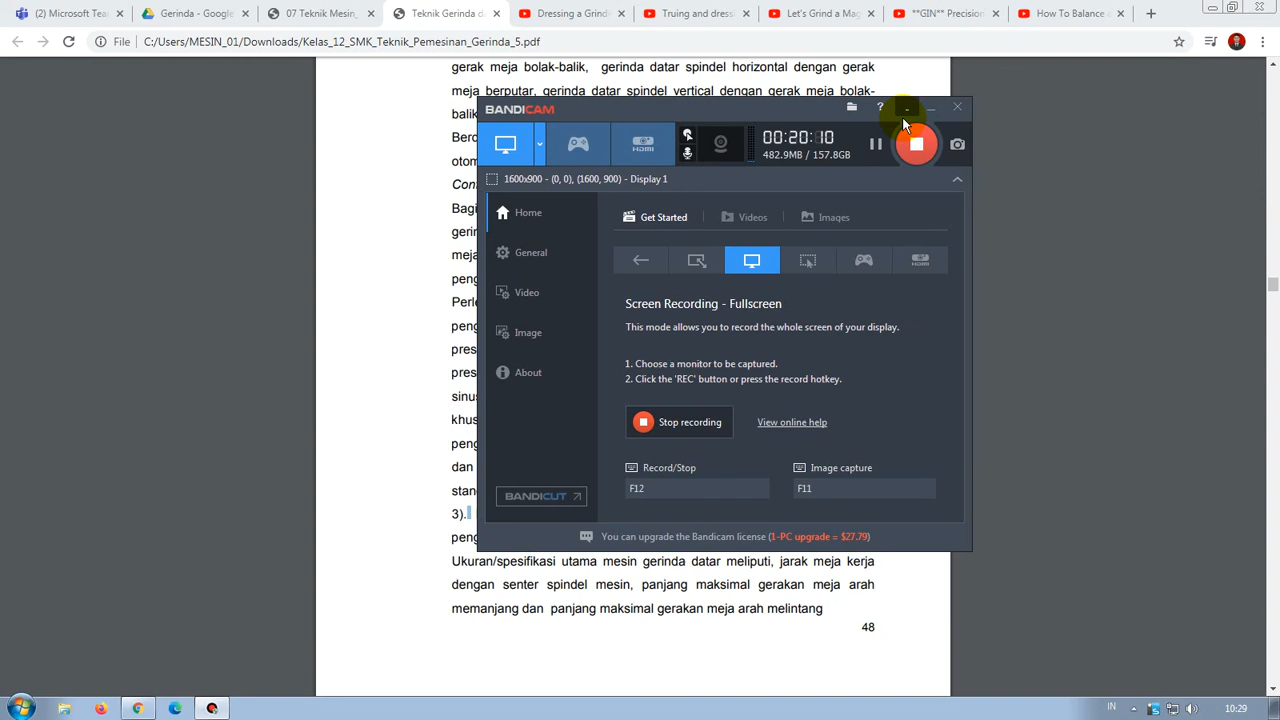 (4) Microsoft Tea
Gerinda - Google
07 Teknik Mesin_
Teknik Gerinda da
Dressing a Grind
Truing and dress
Let's Grind a Mag
**GIN** Precision
How To Balance a
File
C:/Users/MESIN_01/Downloads/Kelas_12_SMK_Teknik_Pemesinan_Gerinda_5.pdf
gerak meja bolak-balik, gerinda datar spindel horizontal dengan gerak
meja berputar, gerinda datar spindel vertical dengan gerak meja bolak-
BANDICAM
?
00:20:10
482.9MB / 157.8GB
HDMI
1600x900 - (0, 0), (1600, 900) - Display 1
Home
General
Video
Image
About
BANDICUT
Get Started
Videos
Images
HDMI
Screen Recording - Fullscreen
This mode allows you to record the whole screen of your display.
1. Choose a monitor to be captured.
2. Click the 'REC' button or press the record hotkey.
Stop recording
View online help
Record/Stop
Image capture
F12
F11
You can upgrade the Bandicam license (1-PC upgrade = $27.79)
3).
Ukuran/spesifikasi utama mesin gerinda datar meliputi, jarak meja kerja
dengan senter spindel mesin, panjang maksimal gerakan meja arah
memanjang dan panjang maksimal gerakan meja arah melintang
48
IN
10:29